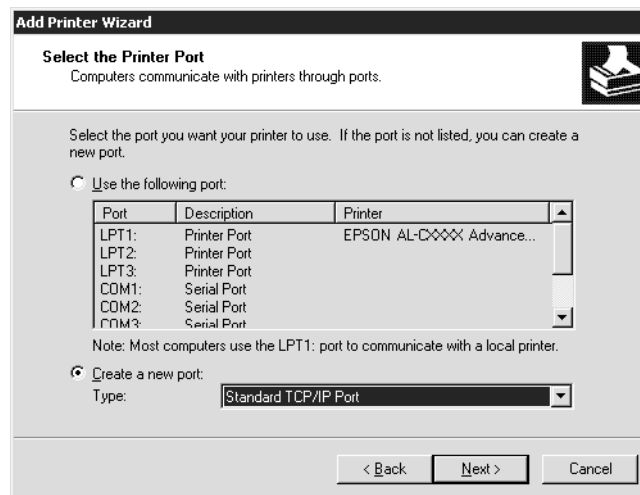 Add Printer Wizard
Select the Printer Port
Computers communicate with printers through ports.
Select the port you want your printer to use. If the port is not listed, you can create a
new port.
Use the following port:
Port Description Printer
LPT1: Printer Port EPSON AL-CXXXX Advance...
LPT2: Printer Port
LPT3: Printer Port
COM1: Serial Port
COM2: Serial Port
COM3: Serial Port
Note: Most computers use the LPT1: port to communicate with a local printer.
Create a new port:
Type: Standard TCP/IP Port
< Back Next > Cancel